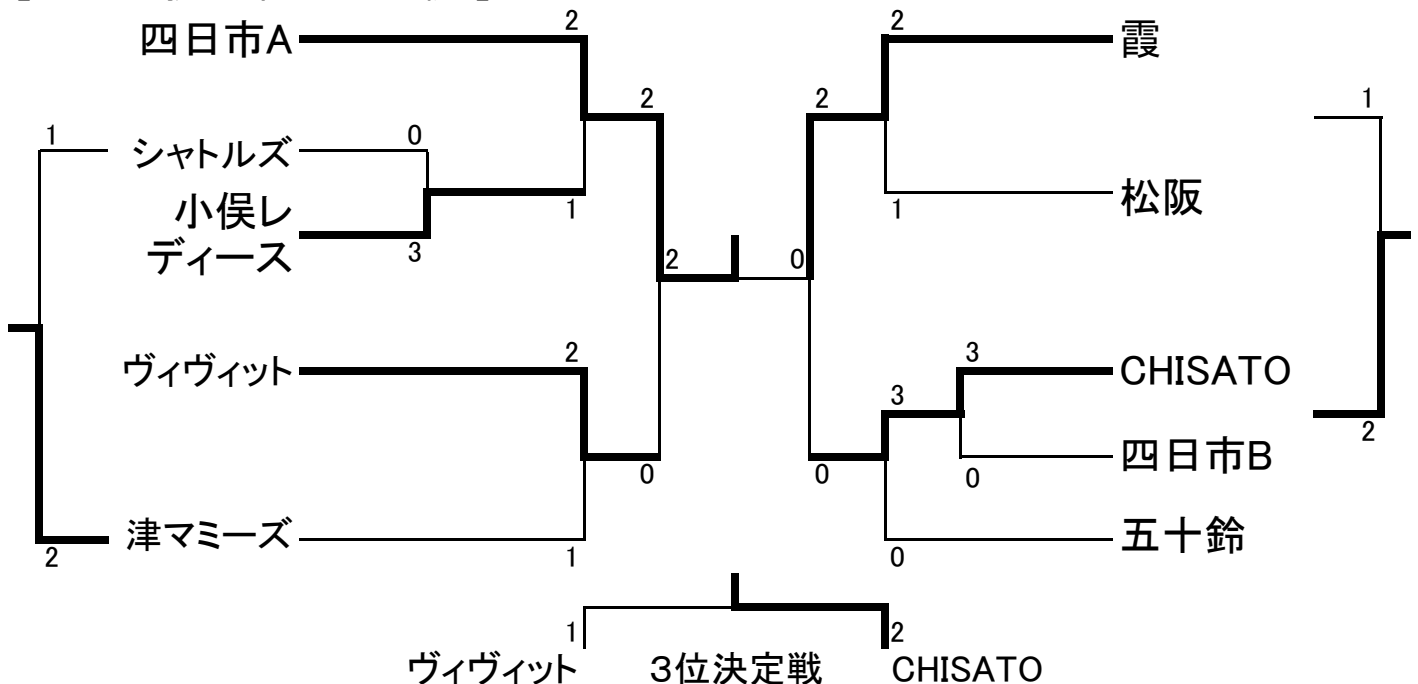 2 2
四日市A 霞
2 2 1
1 0
シャトルズ
小俣レ 1 1 松阪
ディース 3
2 0
ヴィヴィット 2 3 CHISATO
3 2
0 0 0 四日市B
津マミーズ 五十鈴
2 1 0
1 2
ヴィヴィット 3位決定戦 CHISATO